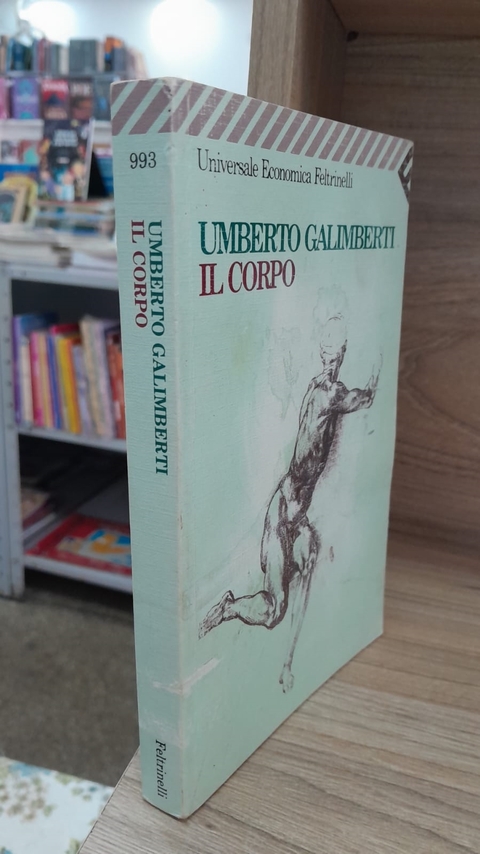 993
UMBERTO GALIMBERTI
IL CORPO
Feltrinelli
Universale Economica Feltrinelli
UMBERTO GALIMBERTI
IL CORPO